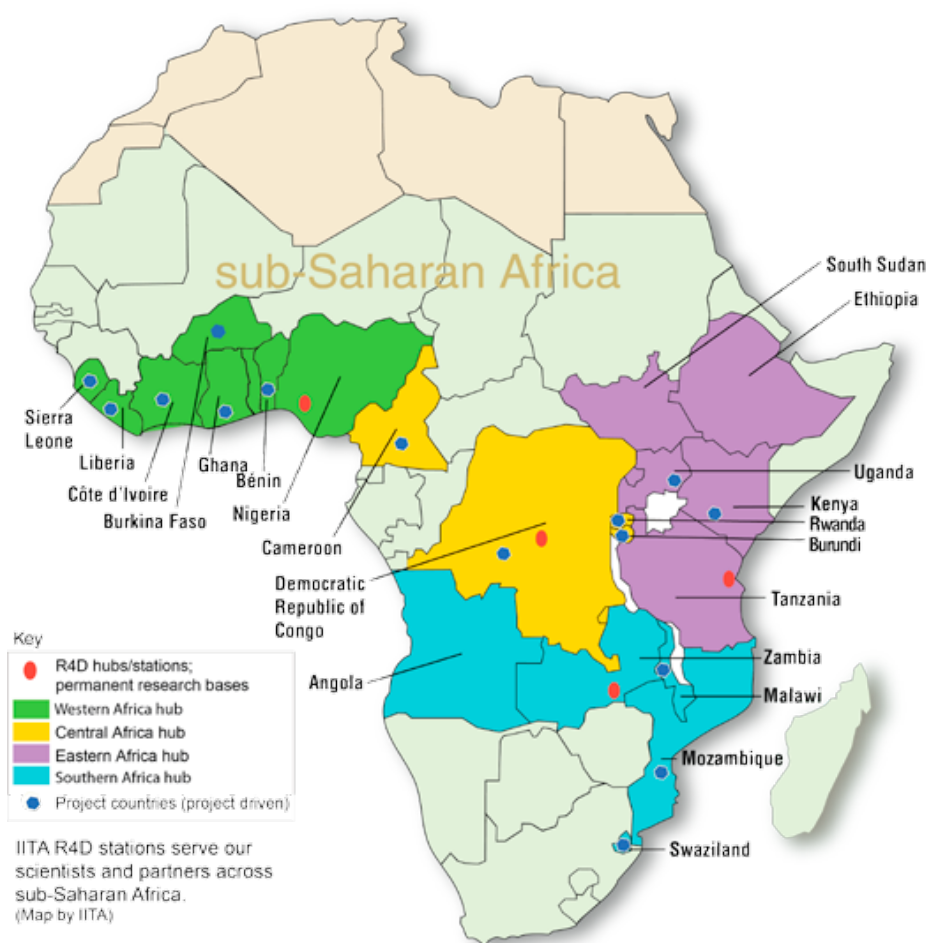 sub-Saharan Africa
South Sudan
Ethiopia
Sierra
Leone
Liberia
Côte d'Ivoire
Burkina Faso
Ghana
Bénin
Nigeria
Cameroon
Democratic
Republic of
Congo
Angola
Uganda
Kenya
Rwanda
Burundi
Tanzania
Zambia
Malawi
Mozambique
Swaziland
Key
R4D hubs/stations;
permanent research bases
Western Africa hub
Central Africa hub
Eastern Africa hub
Southern Africa hub
Project countries (project driven)
IITA R4D stations serve our
scientists and partners across
sub-Saharan Africa.
(Map by IITA)